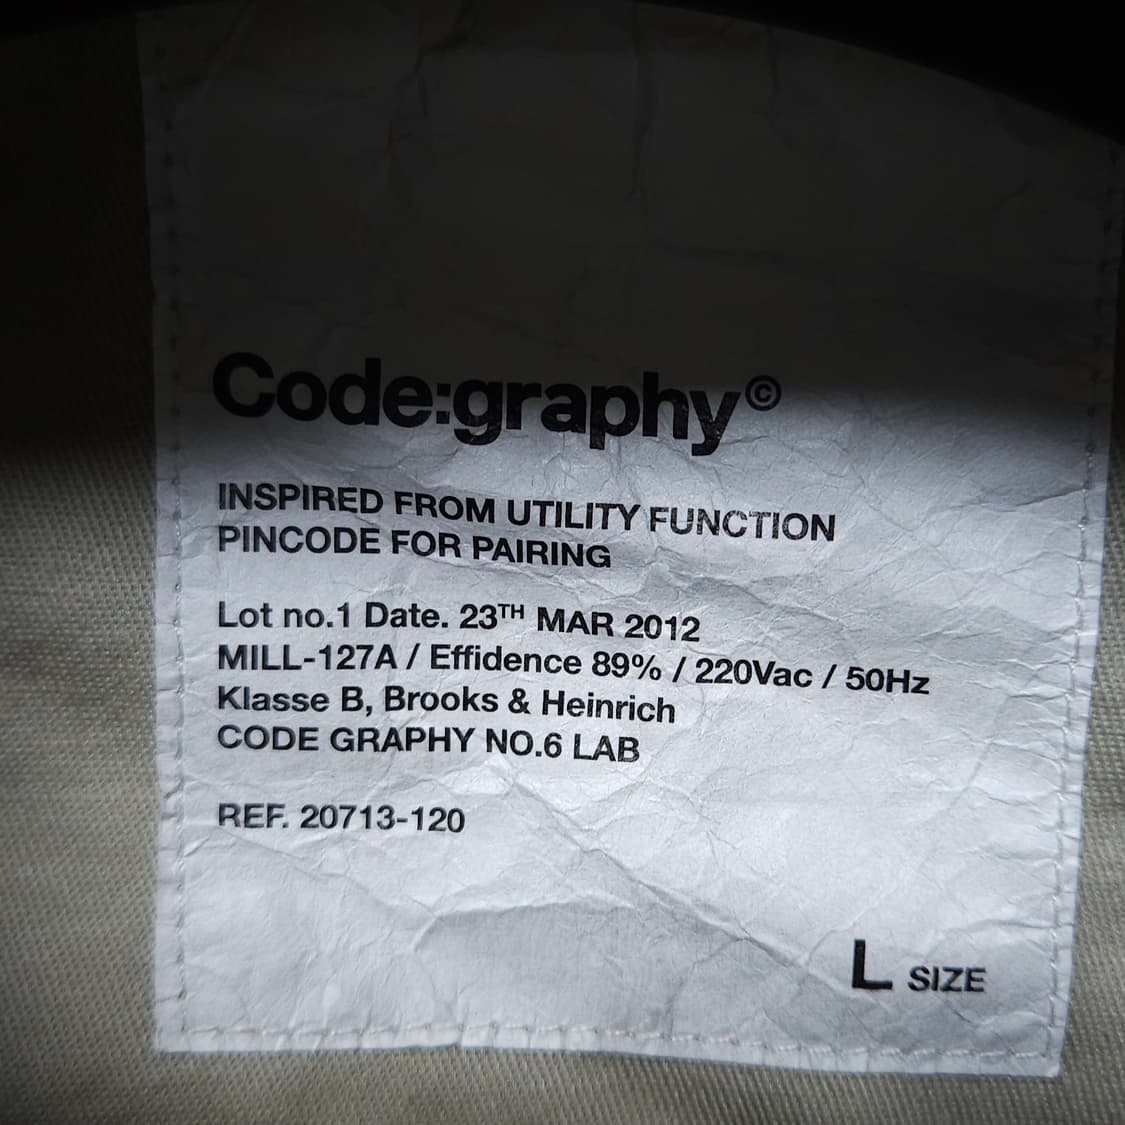 Code:graphy©
INSPIRED FROM UTILITY FUNCTION
PINCODE FOR PAIRING
Lot no.1 Date. 23TH MAR 2012
MILL-127A / Effidence 89% / 220Vac / 50Hz
Klasse B, Brooks & Heinrich
CODE GRAPHY NO.6 LAB
REF. 20713-120
L SIZE